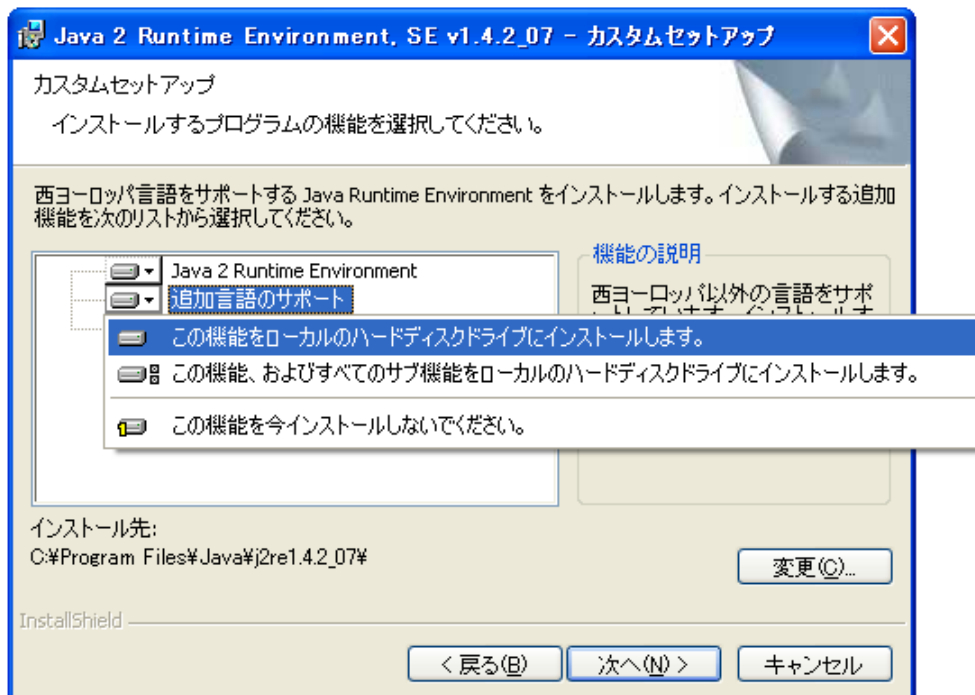 Java 2 Runtime Environment, SE v1.4.2_07 - カスタムセットアップ
カスタムセットアップ
インストールするプログラムの機能を選択してください。
西ヨーロッパ言語をサポートする Java Runtime Environment をインストールします。インストールする追加
機能を次のリストから選択してください。
Java 2 Runtime Environment
追加言語のサポート
機能の説明
西ヨーロッパ以外の言語をサポ
この機能をローカルのハードディスクドライブにインストールします。
この機能、およびすべてのサブ機能をローカルのハードディスクドライブにインストールします。
この機能を今インストールしないでください。
インストール先:
C:¥Program Files¥Java¥j2re1.4.2_07¥
変更(C)...
InstallShield
< 戻る(B)
次へ(N) >
キャンセル